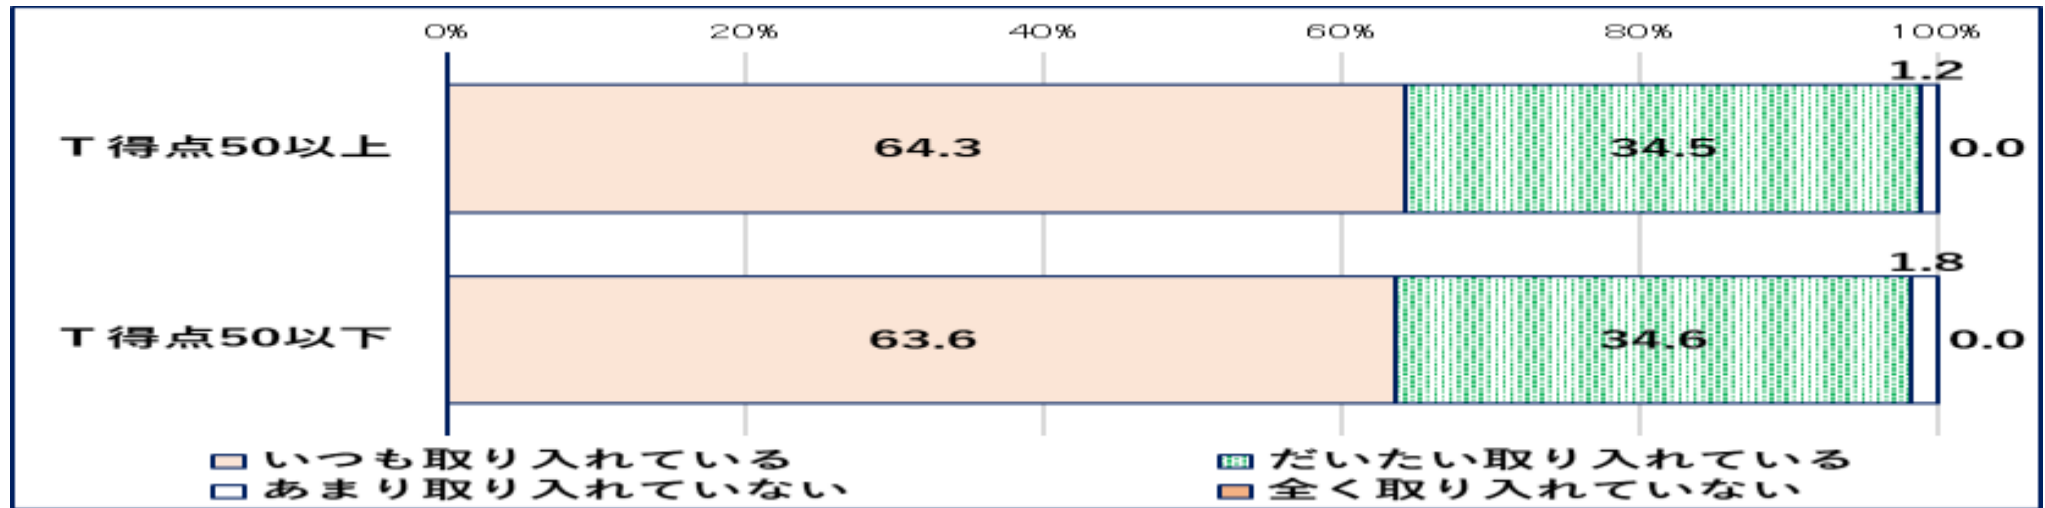 0% 20% 40% 60% 80% 100%
1.2
T得点50以上 64.3 34.5 0.0
1.8
T得点50以下 63.6 34.6 0.0
いつも取り入れている だいたい取り入れている
あまり取り入れていない 全く取り入れていない